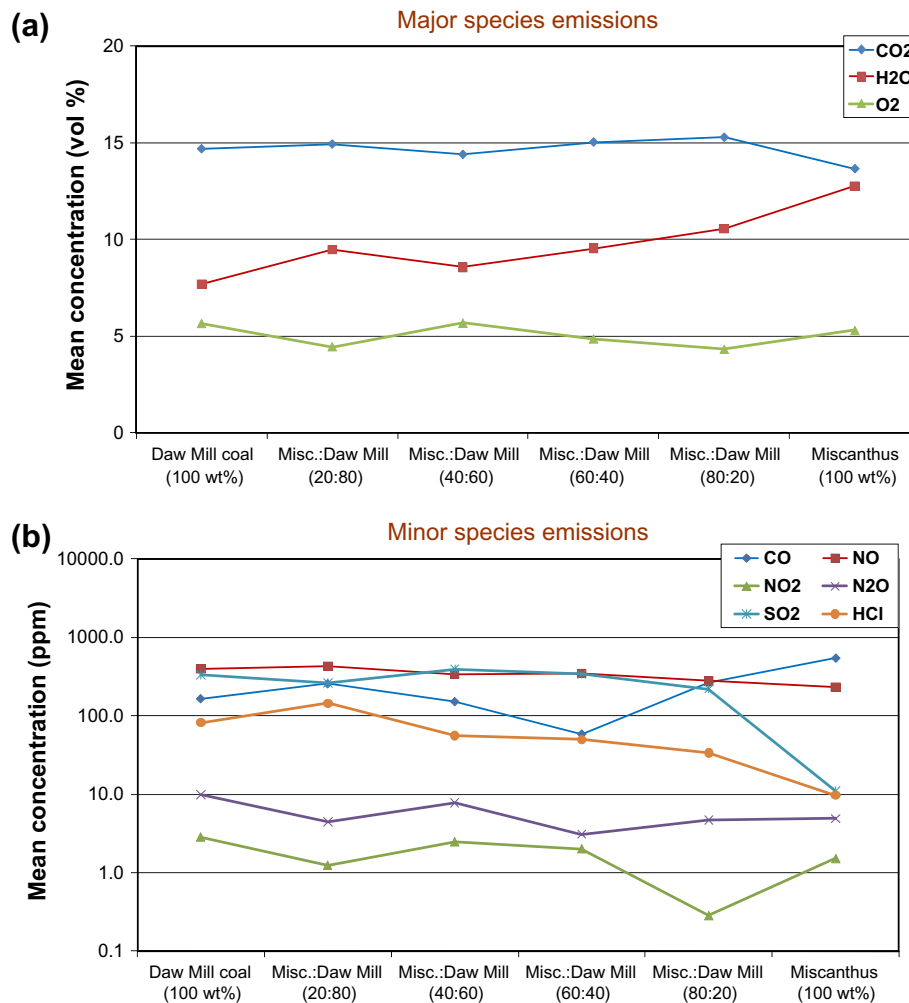 (a)
Major species emissions
Mean concentration (vol %)
20
15
10
5
0
CO2
H2O
O2
Daw Mill coal Misc.:Daw Mill Misc.:Daw Mill Misc.:Daw Mill Misc.:Daw Mill Miscanthus
(100 wt%) (20:80) (40:60) (60:40) (80:20) (100 wt%)
(b)
Minor species emissions
Mean concentration (ppm)
10000.0
1000.0
100.0
10.0
1.0
0.1
CO NO
NO2 N2O
SO2 HCl
Daw Mill coal Misc.:Daw Mill Misc.:Daw Mill Misc.:Daw Mill Misc.:Daw Mill Miscanthus
(100 wt%) (20:80) (40:60) (60:40) (80:20) (100 wt%)